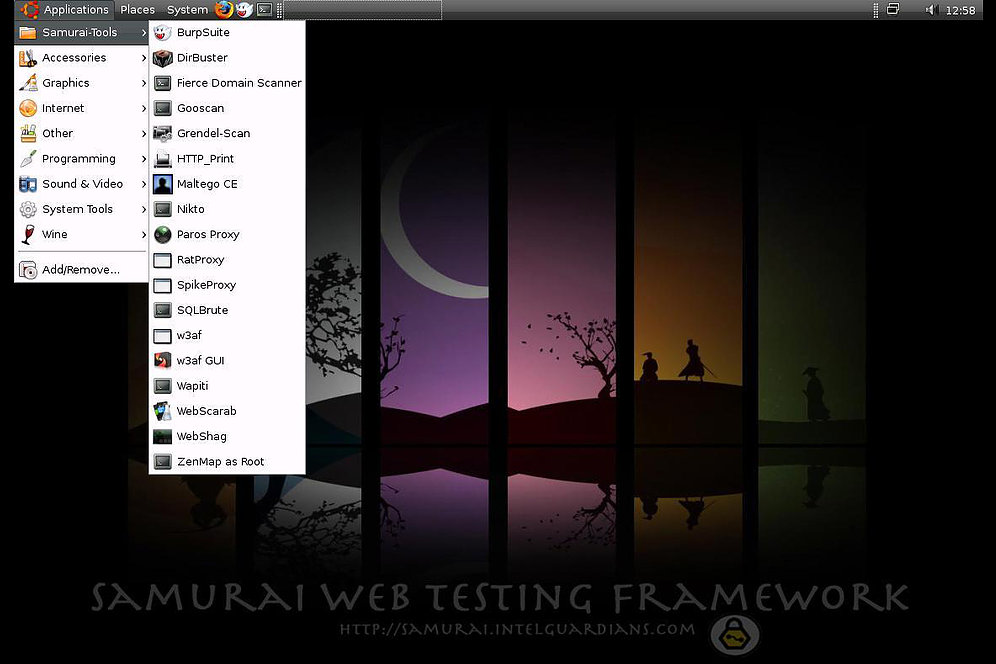 Applications Places System 12:58
Samurai-Tools
Accessories
Graphics
Internet
Other
Programming
Sound & Video
System Tools
Wine
Add/Remove...
BurpSuite
DirBuster
Fierce Domain Scanner
Gooscan
Grendel-Scan
HTTP_Print
Maltego CE
Nikto
Paros Proxy
RatProxy
SpikeProxy
SQLBrute
w3af
w3af GUI
Wapiti
WebScarab
WebShag
ZenMap as Root
SAMURAI WEB TESTING FRAMEWORK
HTTP://SAMURAI.INTELGUARDIANS.COM